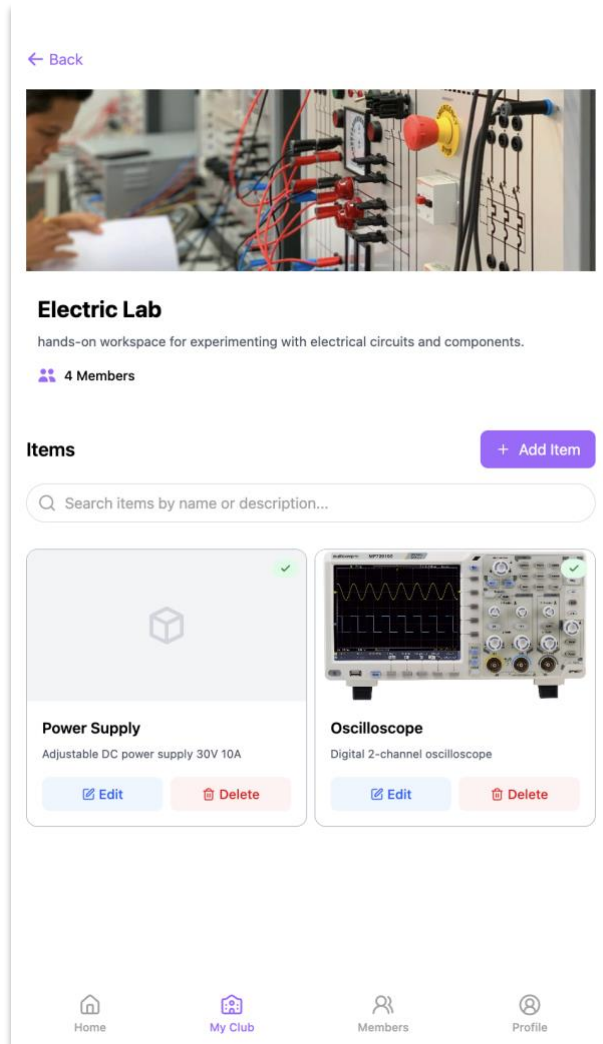 Back
Electric Lab
hands-on workspace for experimenting with electrical circuits and components.
4 Members
Items
+ Add Item
Search items by name or description...
Power Supply
Adjustable DC power supply 30V 10A
Edit
Delete
Oscilloscope
Digital 2-channel oscilloscope
Edit
Delete
Home
My Club
Members
Profile